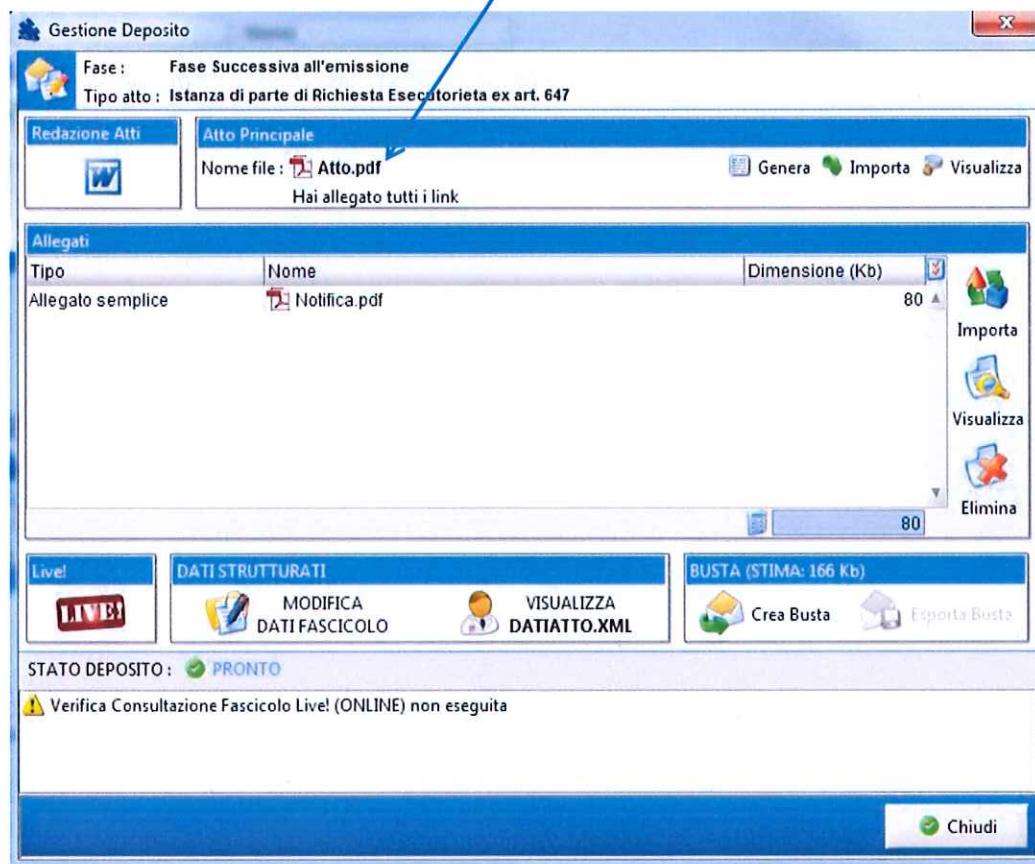 Gestione Deposito
Fase : Fase Successiva all'emissione
Tipo atto : Istanza di parte di Richiesta Esecutorieta ex art. 647
Redazione Atti
Atto Principale
Nome file : Atto.pdf
Genera Importa Visualizza
Hai allegato tutti i link
Allegati
Tipo Nome Dimensione (Kb)
Allegato semplice Notifica.pdf 80
Importa
Visualizza
Elimina
80
Live! DATI STRUTTURATI BUSTA (STIMA: 166 Kb)
LIVE!
MODIFICA
DATI FASCICOLO
VISUALIZZA
DATIATTO.XML
Crea Busta Esporta Busta
STATO DEPOSITO : PRONTO
Verifica Consultazione Fascicolo Live! (ONLINE) non eseguita
Chiudi